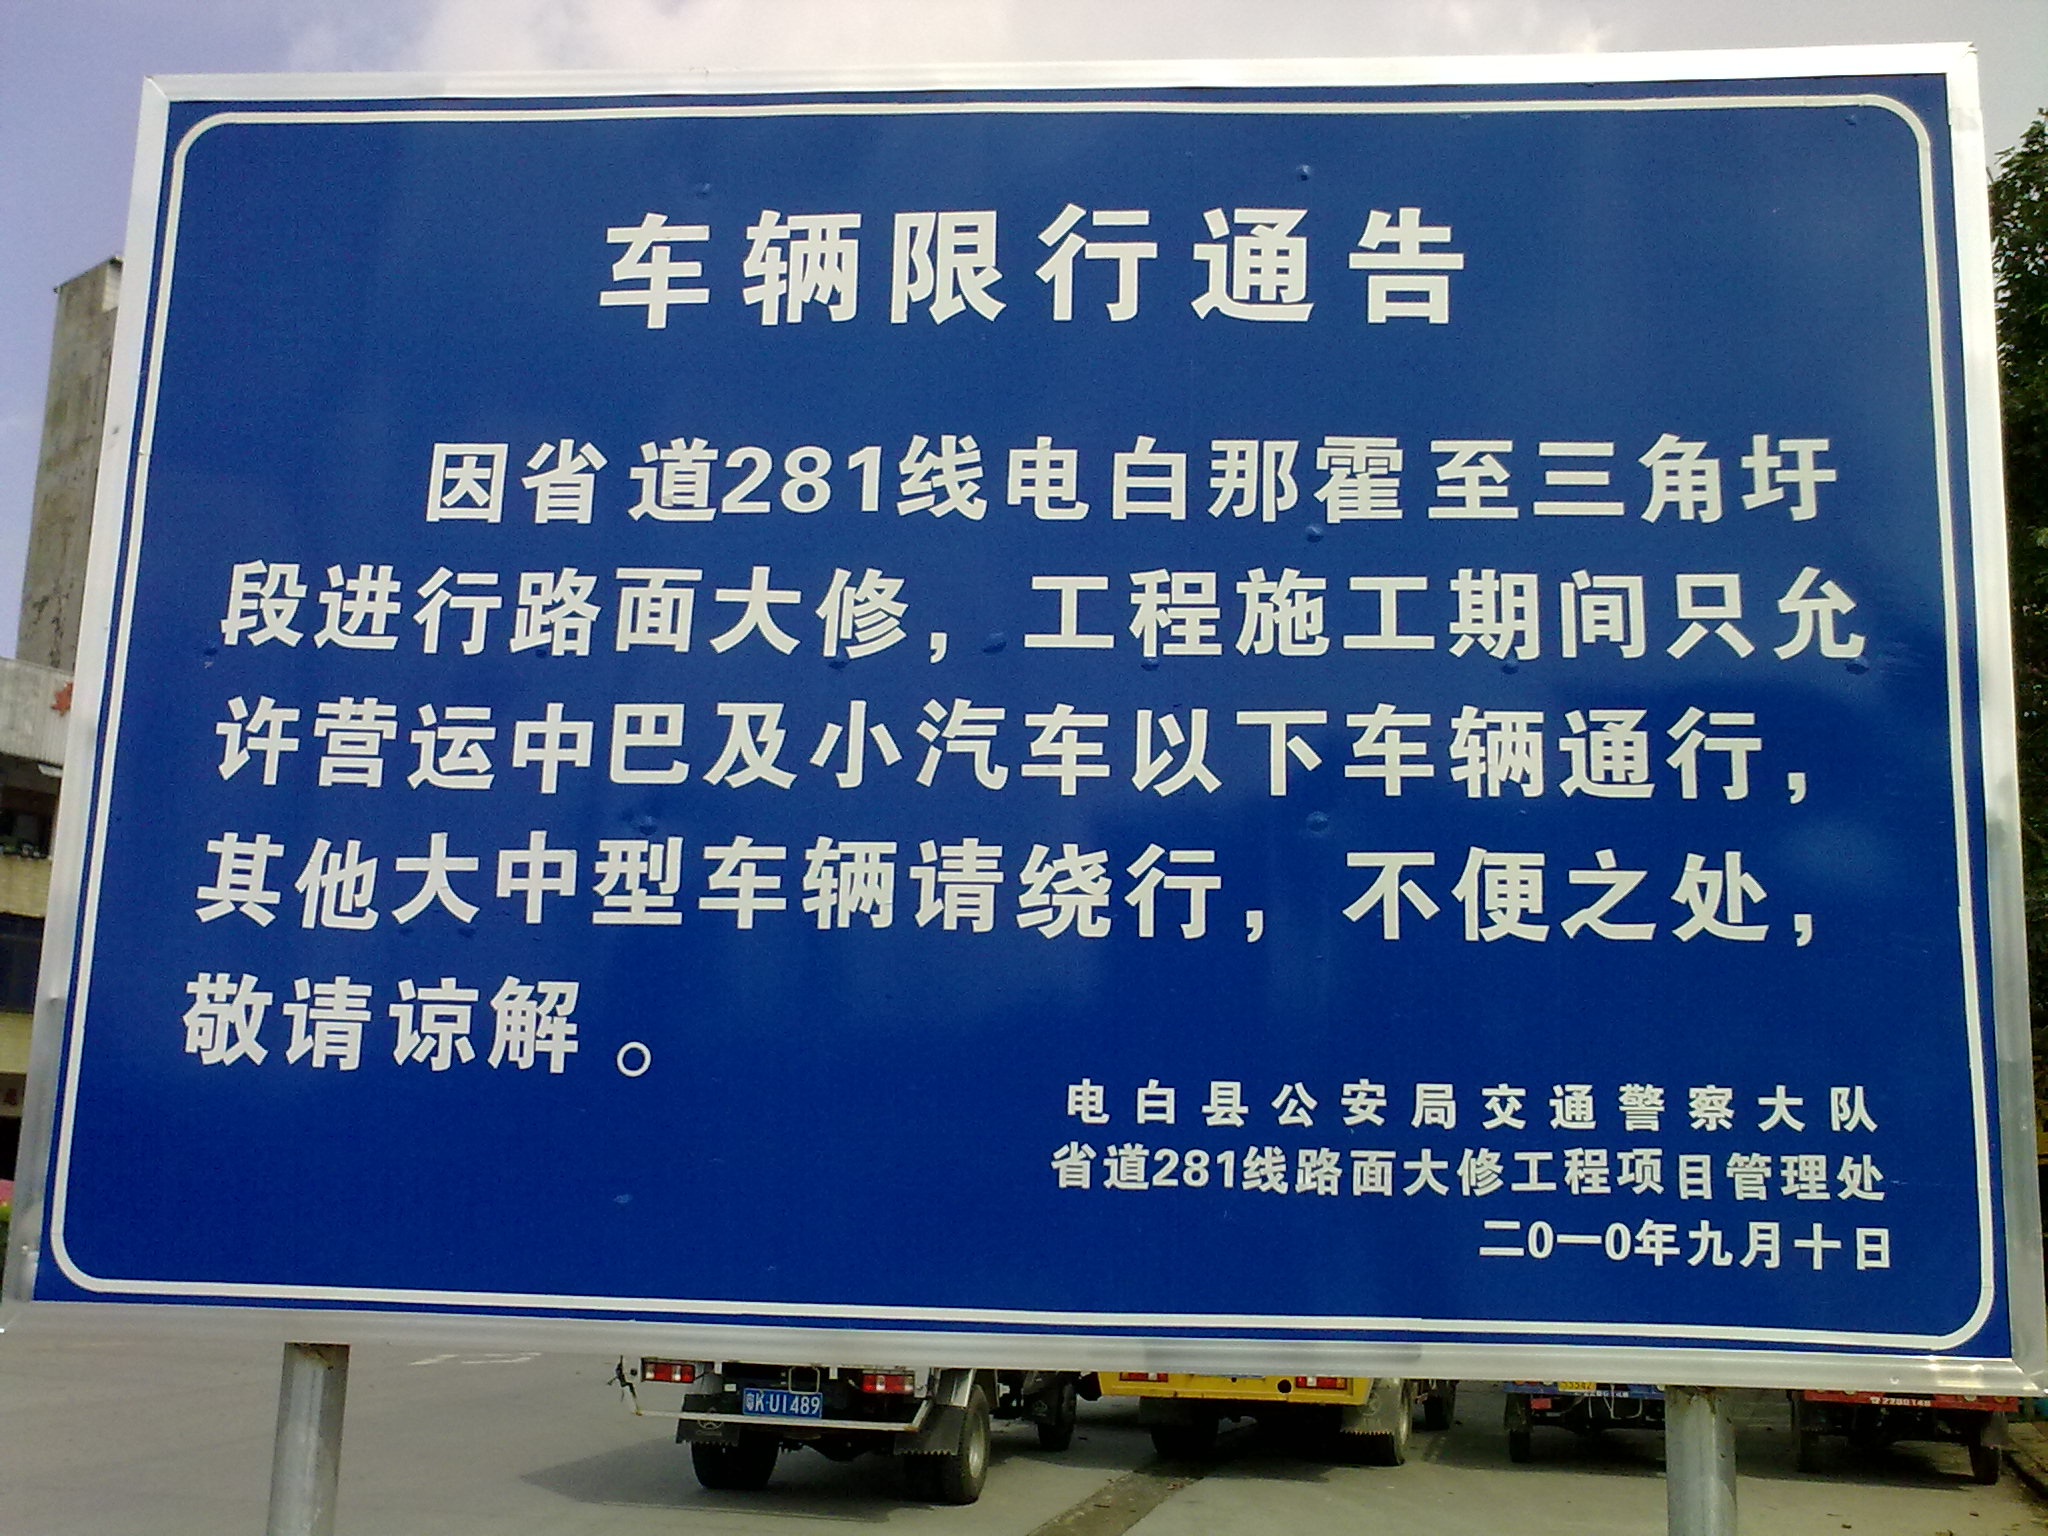 车辆限行通告
因省道281线电白那霍至三角圩
段进行路面大修，工程施工期间只允
许营运中巴及小汽车以下车辆通行，
其他大中型车辆请绕行，不便之处，
敬请谅解。
电白县公安局交通警察大队
省道281线路面大修工程项目管理处
二0一0年九月十日
粤K·U1489